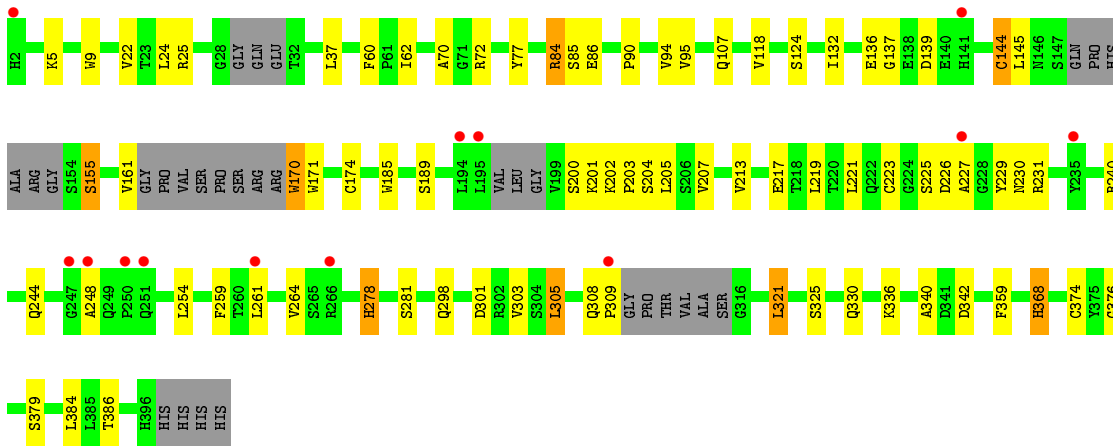 H2 K5 W9 V22 T23 L24 R25 G28 GLY GLN GLU T32 L37 F60 P61 I62 A70 G71 R72 Y77 R84 S85 E86 P90 V94 V95 Q107 V118 S124 I132 E136 G137 E138 D139 E140 H141 C144 L145 N146 S147 GLN PRO HIS
ALA ARG GLY S154 S155 V161 GLY PRO VAL SER PRO SER ARG ARG W170 W171 C174 W185 S189 L194 L195 VAL LEU GLY V199 S200 K201 K202 P203 S204 L205 S206 V207 V213 E217 T218 L219 T220 L221 Q222 C223 G224 S225 D226 A227 G228 Y229 N230 R231 Y235
Q244 G247 A248 Q249 P250 Q251 L254 F259 T260 L261 V264 S265 R266 H278 S281 Q298 D301 R302 V303 S304 L305 Q308 P309 GLY PRO THR VAL ALA SER G316 L321 S325 Q330 K336 A340 D341 D342 F359 H368 C374 Y375
S379 L384 L385 T386 H396 HIS HIS HIS HIS